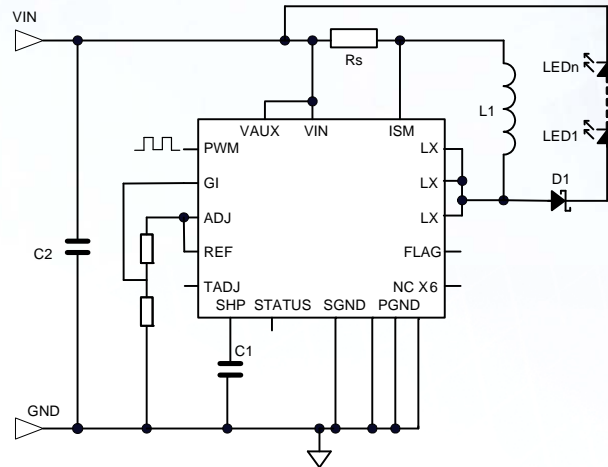 VIN
Rs
LEDn
L1
LED1
VAUX
VIN
ISM
PWM
LX
GI
LX
D1
ADJ
LX
C2
REF
FLAG
TADJ
NC X6
SHP
STATUS
SGND
PGND
C1
GND